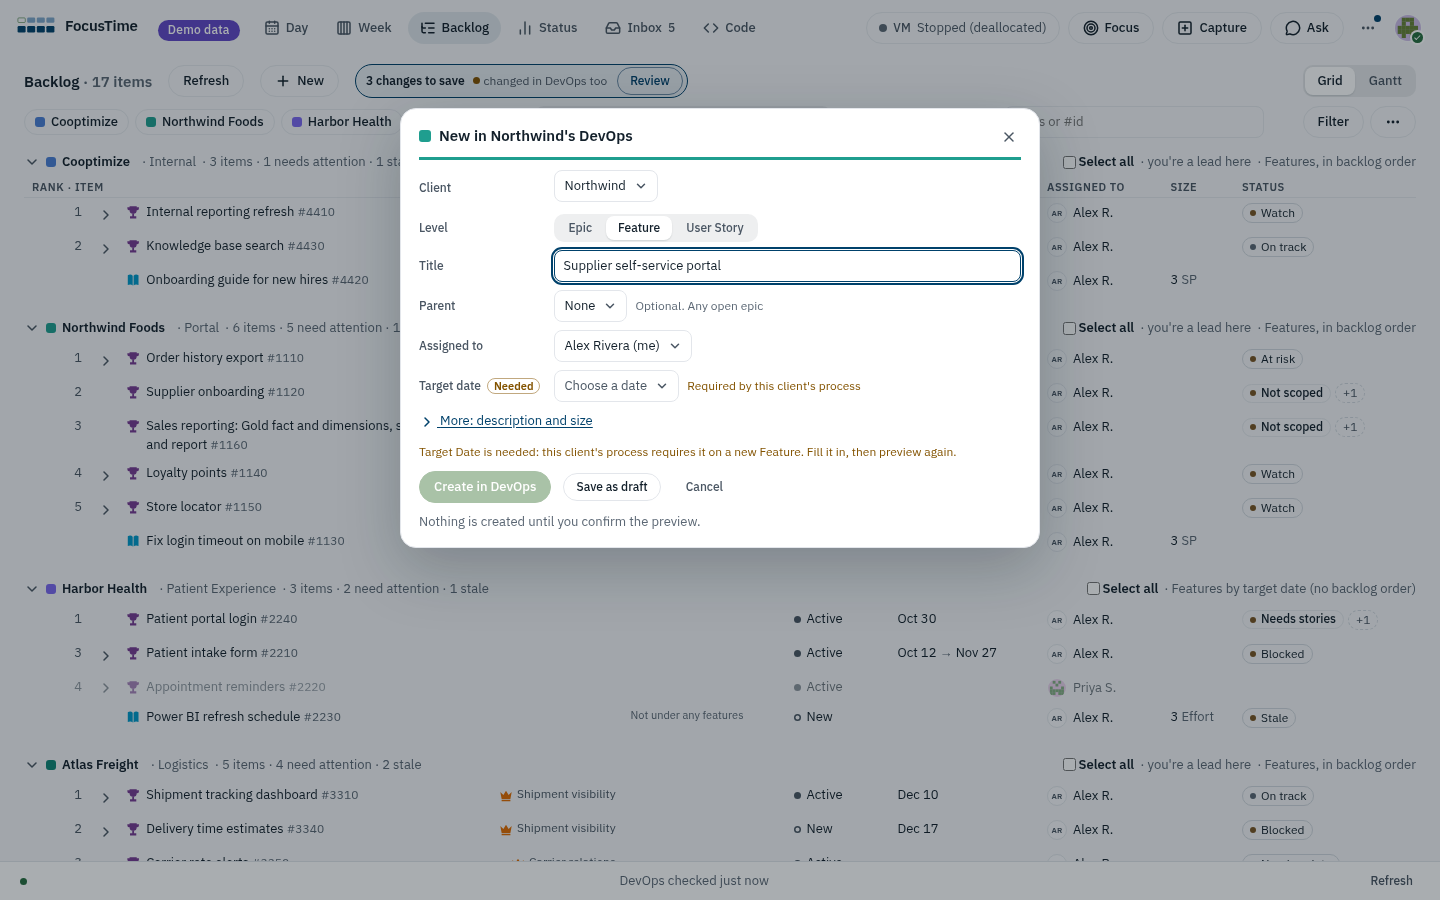 FocusTime
Demo data
Day
Week
Backlog
Status
Inbox 5
Code
VM Stopped (deallocated)
Focus
Capture
Ask
Backlog · 17 items
Refresh
New
3 changes to save
changed in DevOps too
Review
Grid
Gantt
Cooptimize
Northwind Foods
Harbor Health
s or #id
Filter
New in Northwind's DevOps
Client
Northwind
Level
Epic
Feature
User Story
Title
Supplier self-service portal
Parent
None
Optional. Any open epic
Assigned to
Alex Rivera (me)
Target date
Needed
Choose a date
Required by this client's process
More: description and size
Target Date is needed: this client's process requires it on a new Feature. Fill it in, then preview again.
Create in DevOps
Save as draft
Cancel
Nothing is created until you confirm the preview.
Cooptimize · Internal · 3 items · 1 needs attention · 1 sta
Select all · you're a lead here · Features, in backlog order
RANK · ITEM
ASSIGNED TO
SIZE
STATUS
1 Internal reporting refresh #4410 AR Alex R. Watch
2 Knowledge base search #4430 AR Alex R. On track
Onboarding guide for new hires #4420 AR Alex R. 3 SP
Northwind Foods · Portal · 6 items · 5 need attention · 1
Select all · you're a lead here · Features, in backlog order
1 Order history export #1110 AR Alex R. At risk
2 Supplier onboarding #1120 AR Alex R. Not scoped +1
3 Sales reporting: Gold fact and dimensions, s AR Alex R. Not scoped +1
and report #1160
4 Loyalty points #1140 AR Alex R. Watch
5 Store locator #1150 AR Alex R. Watch
Fix login timeout on mobile #1130 AR Alex R. 3 SP
Harbor Health · Patient Experience · 3 items · 2 need attention · 1 stale
Select all · Features by target date (no backlog order)
1 Patient portal login #2240 Active Oct 30 AR Alex R. Needs stories +1
3 Patient intake form #2210 Active Oct 12 → Nov 27 AR Alex R. Blocked
4 Appointment reminders #2220 Active Priya S.
Power BI refresh schedule #2230 Not under any features New AR Alex R. 3 Effort Stale
Atlas Freight · Logistics · 5 items · 4 need attention · 2 stale
Select all · you're a lead here · Features, in backlog order
1 Shipment tracking dashboard #3310 Shipment visibility Active Dec 10 AR Alex R. On track
2 Delivery time estimates #3340 Shipment visibility New Dec 17 AR Alex R. Blocked
DevOps checked just now
Refresh